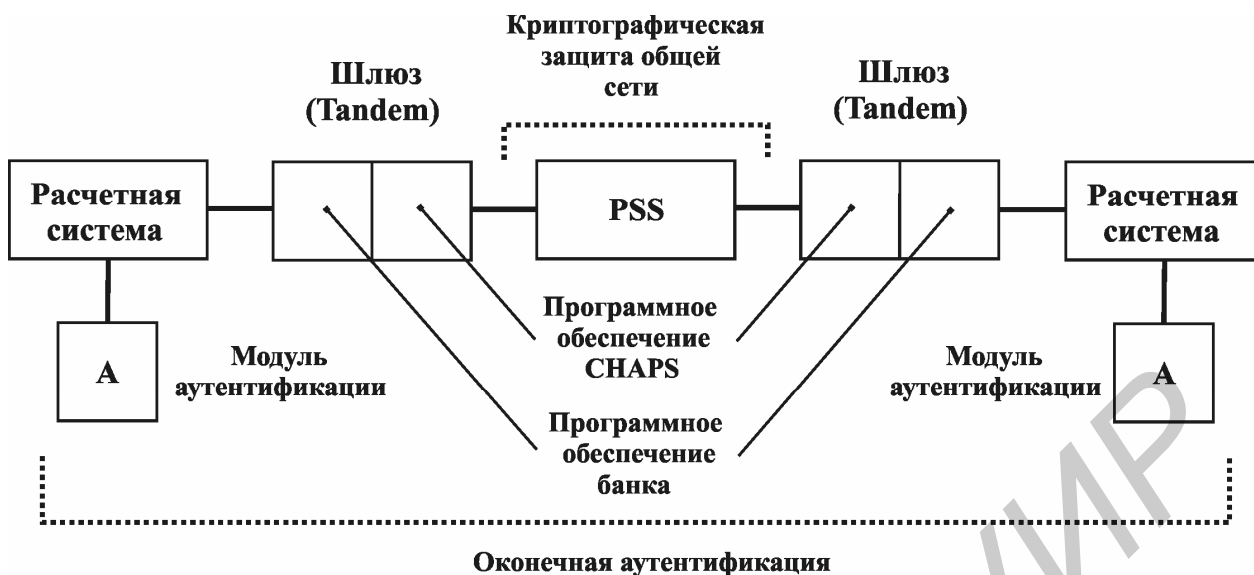 Криптографическая
защита общей
сети
Шлюз
(Tandem)
Шлюз
(Tandem)
Расчетная
система
PSS
Расчетная
система
Программное
обеспечение
CHAPS
А
Модуль
аутентификации
Модуль
аутентификации
А
Программное
обеспечение
банка
Оконечная аутентификация